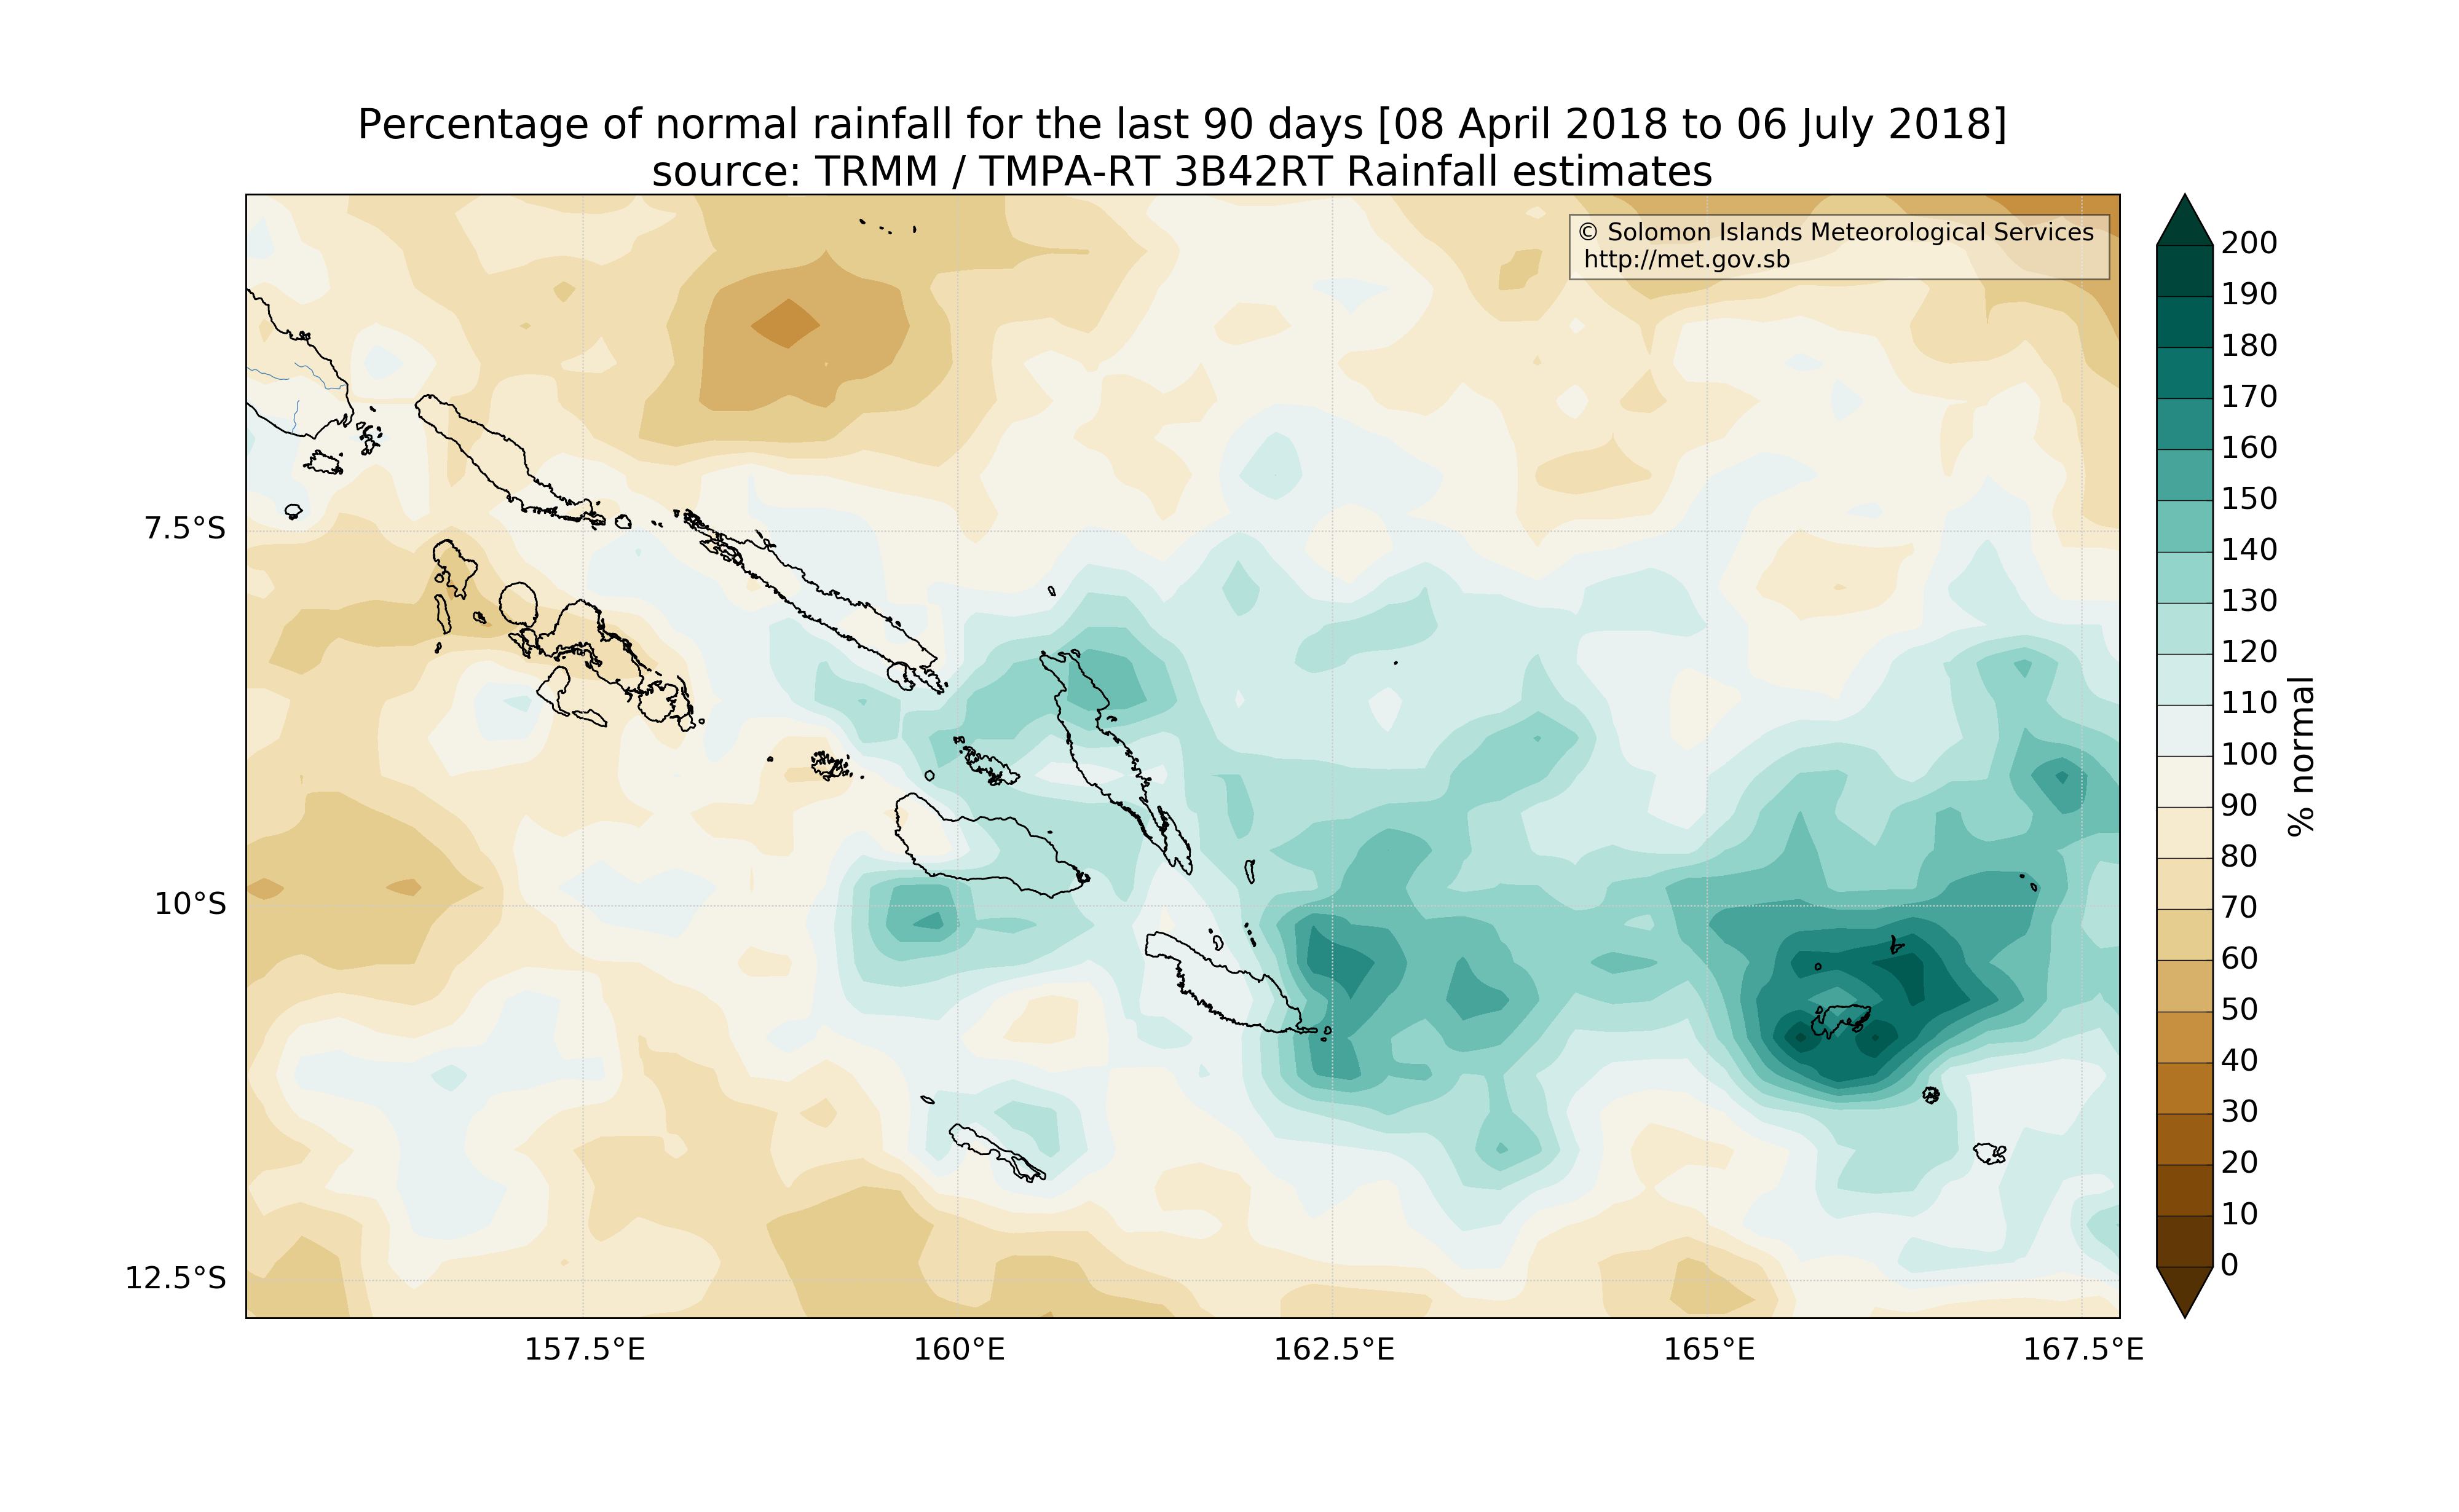 Percentage of normal rainfall for the last 90 days [08 April 2018 to 06 July 2018]
source: TRMM / TMPA-RT 3B42RT Rainfall estimates
© Solomon Islands Meteorological Services
http://met.gov.sb
7.5°S
10°S
12.5°S
157.5°E
160°E
162.5°E
165°E
167.5°E
200
190
180
170
160
150
140
130
120
110
100
90
80
70
60
50
40
30
20
10
0
% normal